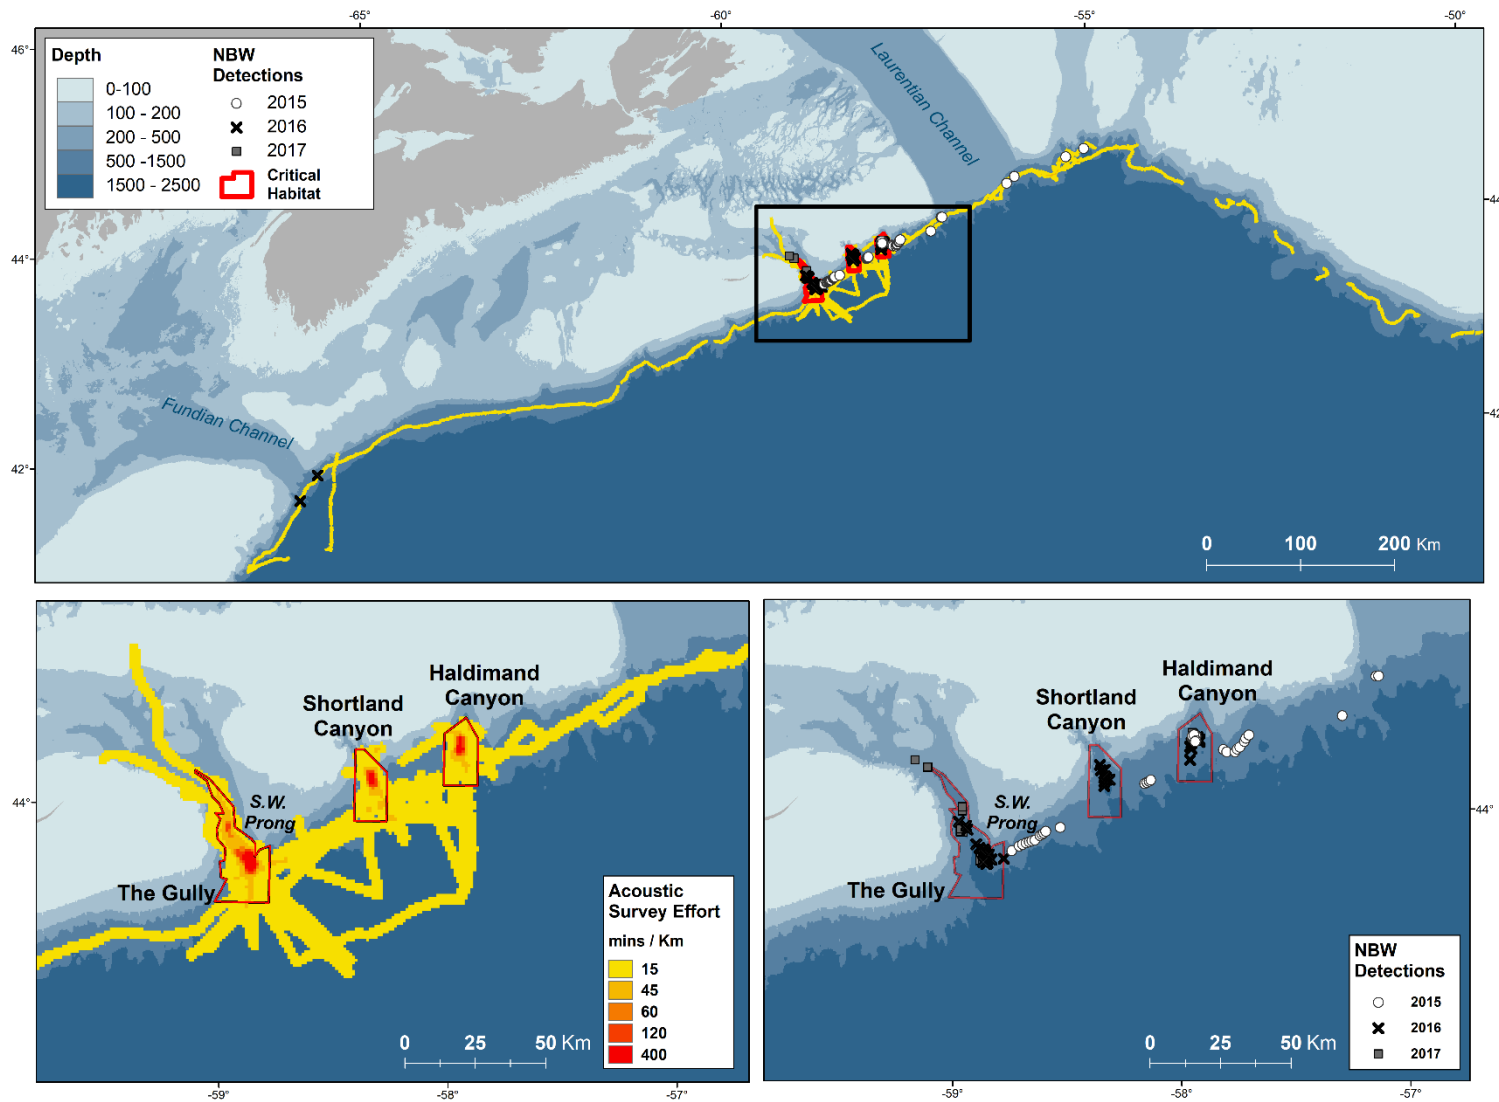 -65°
-60°
-55°
-50°
46°
44°
42°
44
42
Depth
0-100
100 - 200
200 - 500
500 -1500
1500 - 2500
NBW
Detections
2015
2016
2017
Critical
Habitat
Laurentian Channel
Fundian Channel
0 100 200 Km
Haldimand
Canyon
Shortland
Canyon
S.W.
Prong
The Gully
44°
Acoustic
Survey Effort
mins / Km
15
45
60
120
400
0 25 50 Km
-59°
-58°
-57°
Haldimand
Canyon
Shortland
Canyon
S.W.
Prong
The Gully
44°
NBW
Detections
2015
2016
2017
0 25 50 Km
-59°
-58°
-57°